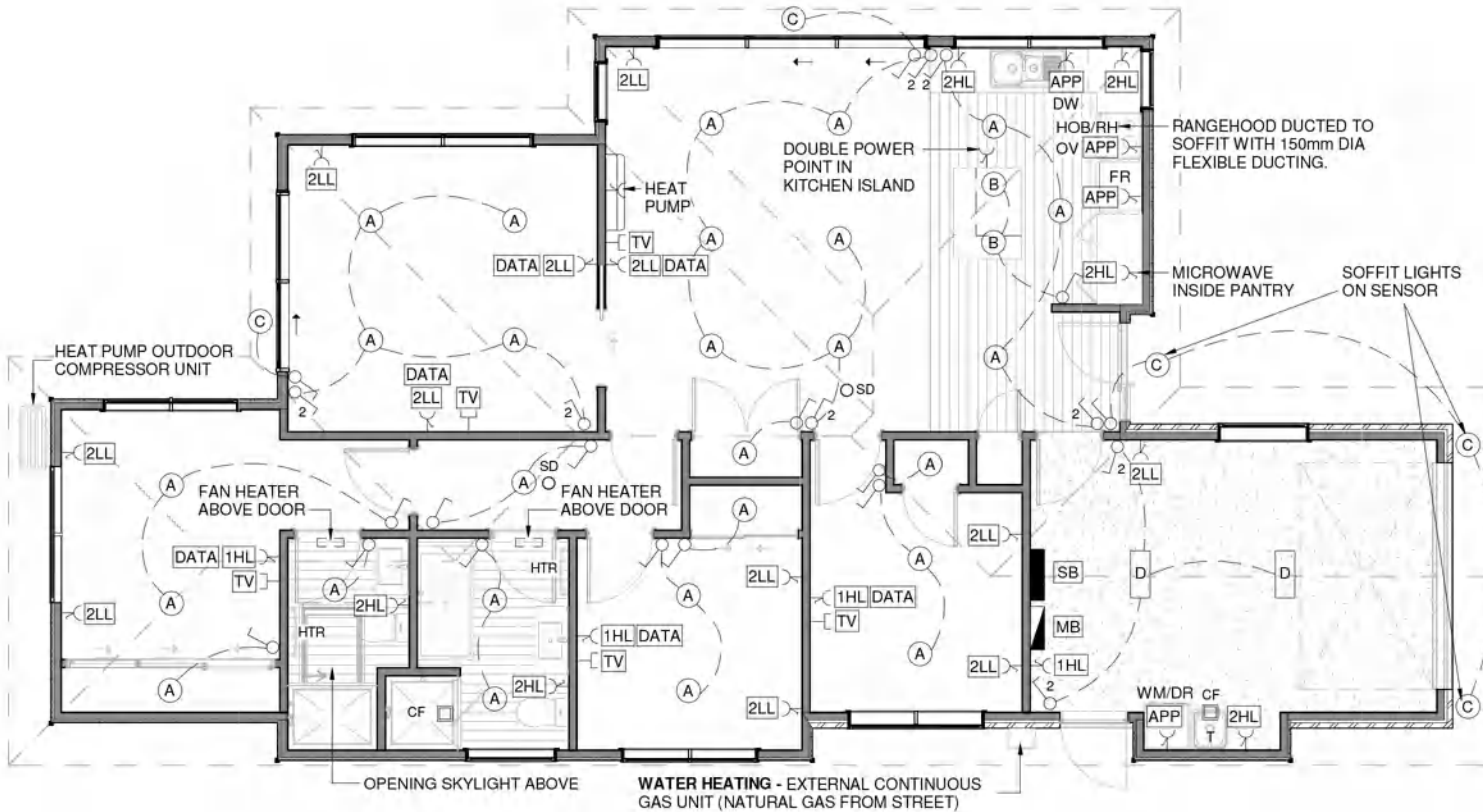 C
2LL
2
2
2HL
APP
2HL
DW
A
A
A
HOB/RH
RANGEHOOD DUCTED TO
SOFFIT WITH 150mm DIA
FLEXIBLE DUCTING.
DOUBLE POWER
POINT IN
KITCHEN ISLAND
OV
APP
2LL
FR
APP
HEAT
PUMP
B
A
A
A
TV
A
A
B
DATA
2LL
2LL
DATA
2HL
MICROWAVE
INSIDE PANTRY
SOFFIT LIGHTS
ON SENSOR
C
HEAT PUMP OUTDOOR
COMPRESSOR UNIT
A
A
A
A
A
C
DATA
2LL
TV
SD
2
2
2
2
C
2LL
A
SD
A
A
2
2LL
A
FAN HEATER
ABOVE DOOR
FAN HEATER
ABOVE DOOR
A
2LL
DATA
1HL
TV
A
HTR
A
2LL
A
SB
D
D
A
2HL
A
A
1HL
DATA
TV
MB
2LL
HTR
1HL
DATA
TV
A
2LL
1HL
A
A
2HL
A
2
CF
2LL
WM/DR
CF
APP
2HL
T
C
OPENING SKYLIGHT ABOVE
WATER HEATING - EXTERNAL CONTINUOUS
GAS UNIT (NATURAL GAS FROM STREET)